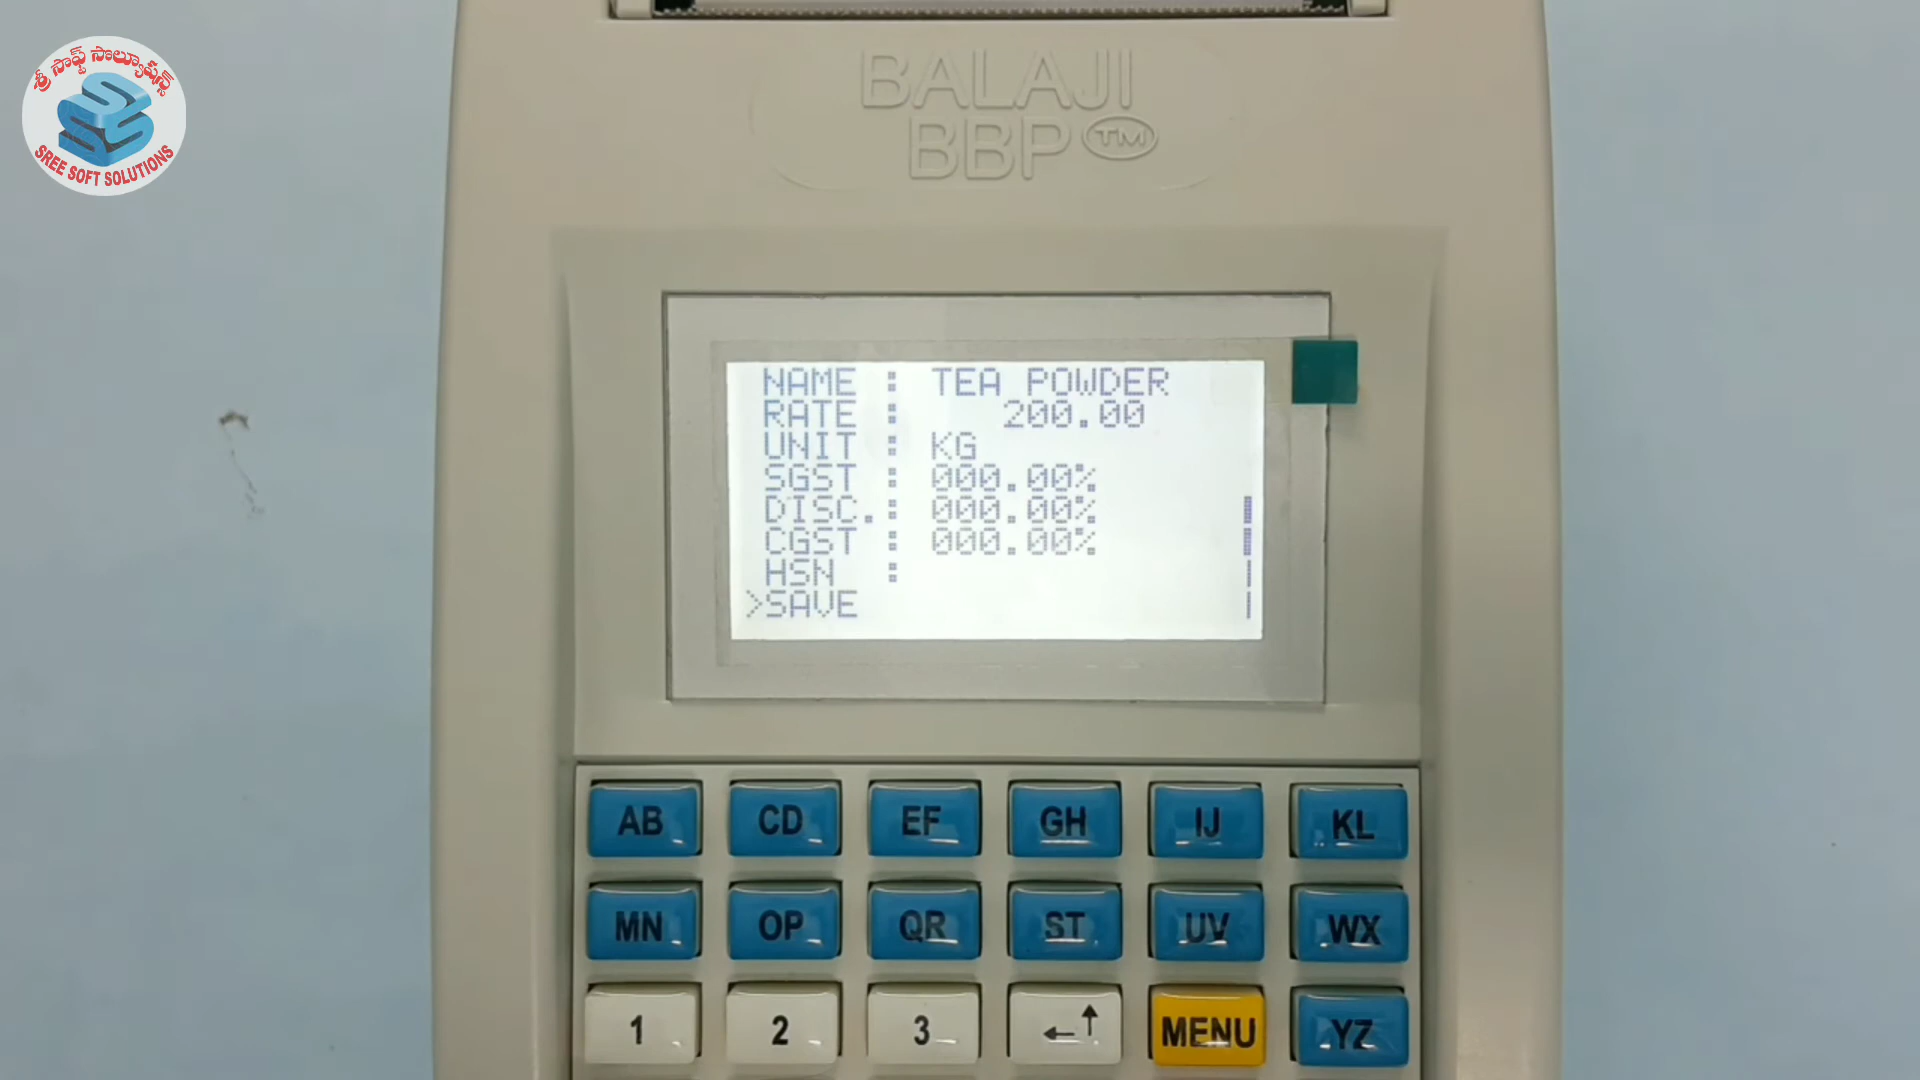 శ్రీ సాఫ్ట్ సొల్యూషన్స్
SREE SOFT SOLUTIONS
BALAJI
BBP TM
NAME : TEA POWDER
RATE : 200.00
UNIT : KG
SGST : 000.00%
DISC.: 000.00%
CGST : 000.00%
HSN :
>SAVE
AB CD EF GH IJ KL
MN OP QR ST UV WX
1 2 3 ←↑ MENU YZ